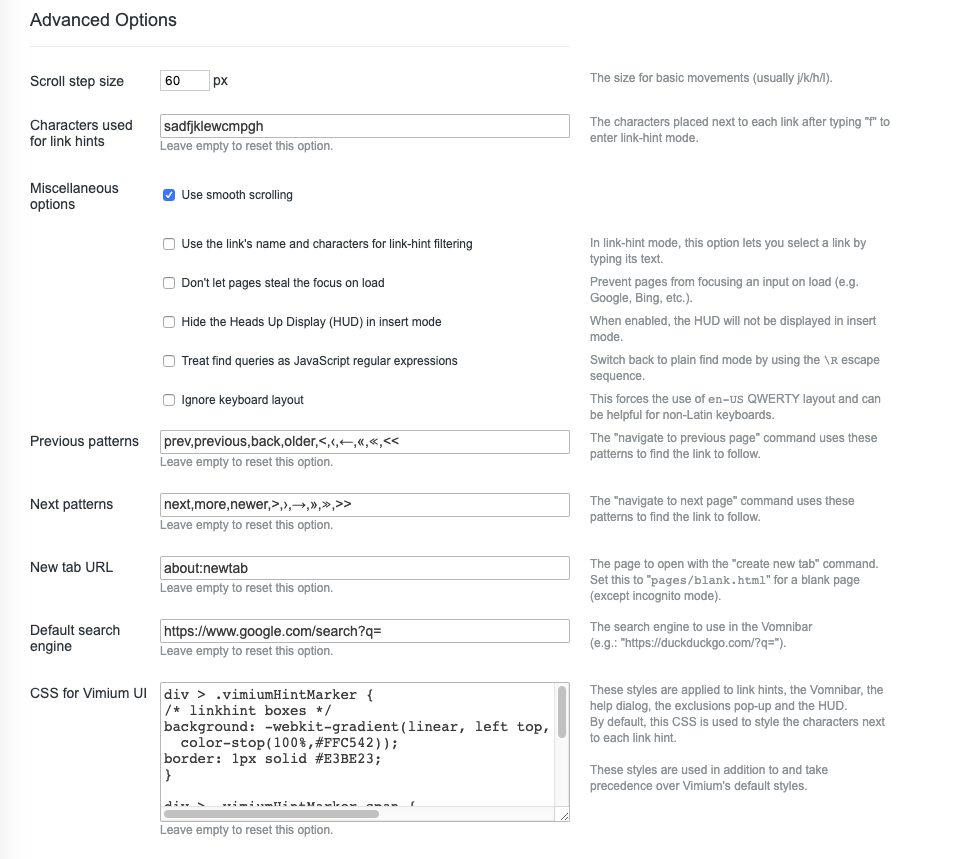 Advanced Options
Scroll step size
60 px
The size for basic movements (usually j/k/h/l).
Characters used
for link hints
sadfjklewcmpgh
Leave empty to reset this option.
The characters placed next to each link after typing "f" to
enter link-hint mode.
Miscellaneous
options
Use smooth scrolling
Use the link's name and characters for link-hint filtering
In link-hint mode, this option lets you select a link by
typing its text.
Don't let pages steal the focus on load
Prevent pages from focusing an input on load (e.g.
Google, Bing, etc.).
Hide the Heads Up Display (HUD) in insert mode
When enabled, the HUD will not be displayed in insert
mode.
Treat find queries as JavaScript regular expressions
Switch back to plain find mode by using the \R escape
sequence.
Ignore keyboard layout
This forces the use of en-US QWERTY layout and can
be helpful for non-Latin keyboards.
Previous patterns
prev,previous,back,older,<,‹,←,«,≪,<<
Leave empty to reset this option.
The "navigate to previous page" command uses these
patterns to find the link to follow.
Next patterns
next,more,newer,>,›,→,»,≫,>>
Leave empty to reset this option.
The "navigate to next page" command uses these
patterns to find the link to follow.
New tab URL
about:newtab
Leave empty to reset this option.
The page to open with the "create new tab" command.
Set this to "pages/blank.html" for a blank page
(except incognito mode).
Default search
engine
https://www.google.com/search?q=
Leave empty to reset this option.
The search engine to use in the Vomnibar
(e.g.: "https://duckduckgo.com/?q=").
CSS for Vimium UI
div > .vimiumHintMarker {
/* linkhint boxes */
background: -webkit-gradient(linear, left top,
color-stop(100%,#FFC542));
border: 1px solid #E3BE23;
}
div > .vimiumHintMarker span {
Leave empty to reset this option.
These styles are applied to link hints, the Vomnibar, the
help dialog, the exclusions pop-up and the HUD.
By default, this CSS is used to style the characters next
to each link hint.
These styles are used in addition to and take
precedence over Vimium's default styles.